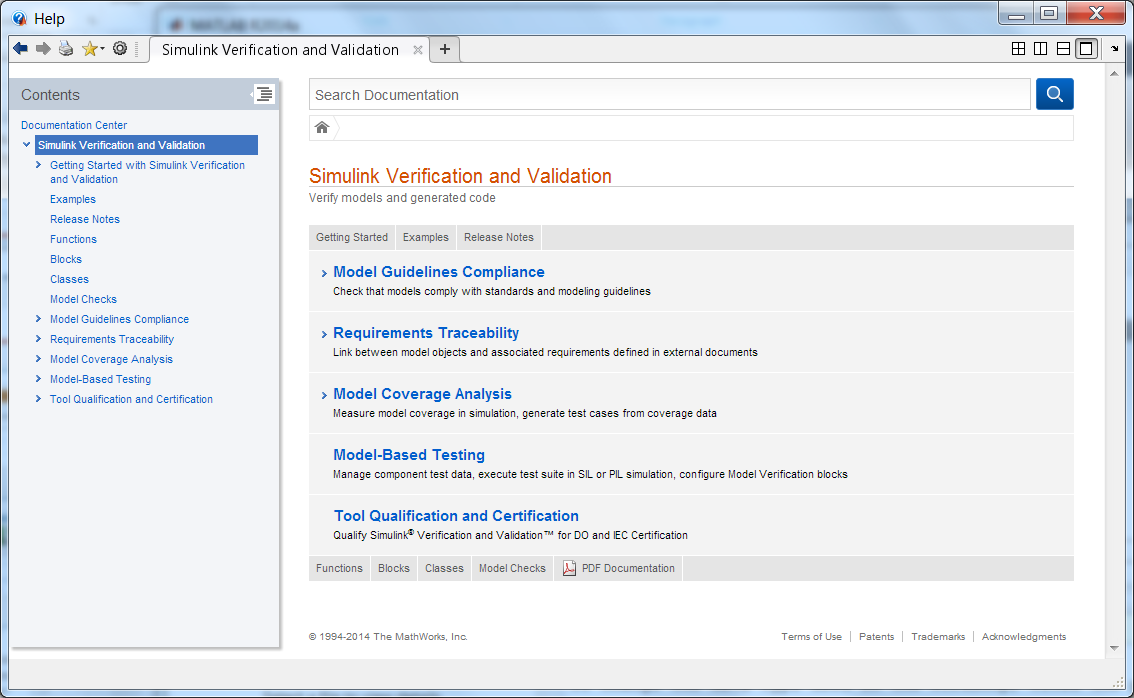 Help
Simulink Verification and Validation
Contents
Documentation Center
Simulink Verification and Validation
Getting Started with Simulink Verification
and Validation
Examples
Release Notes
Functions
Blocks
Classes
Model Checks
Model Guidelines Compliance
Requirements Traceability
Model Coverage Analysis
Model-Based Testing
Tool Qualification and Certification
Search Documentation
Simulink Verification and Validation
Verify models and generated code
Getting Started Examples Release Notes
Model Guidelines Compliance
Check that models comply with standards and modeling guidelines
Requirements Traceability
Link between model objects and associated requirements defined in external documents
Model Coverage Analysis
Measure model coverage in simulation, generate test cases from coverage data
Model-Based Testing
Manage component test data, execute test suite in SIL or PIL simulation, configure Model Verification blocks
Tool Qualification and Certification
Qualify Simulink® Verification and Validation™ for DO and IEC Certification
Functions Blocks Classes Model Checks PDF Documentation
© 1994-2014 The MathWorks, Inc.
Terms of Use Patents Trademarks Acknowledgments